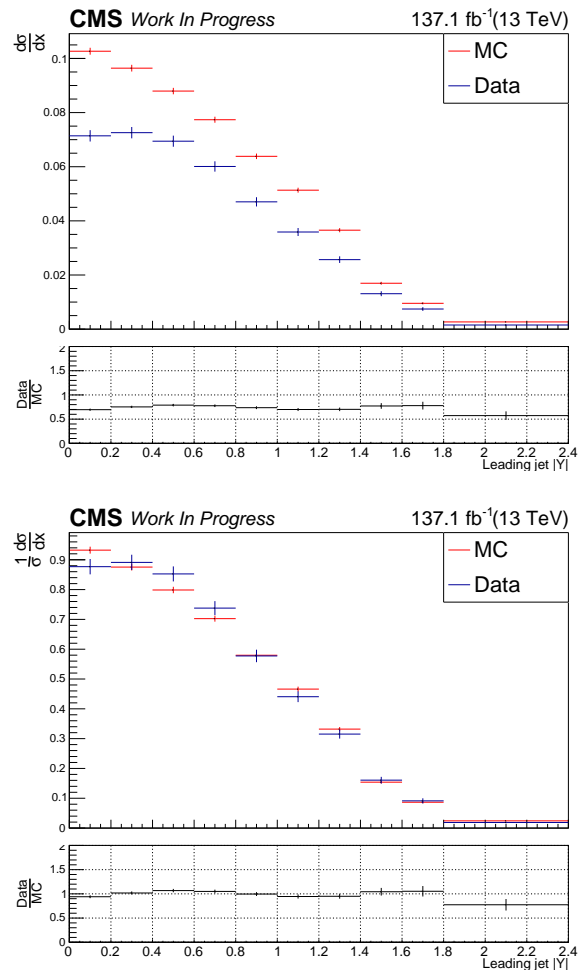 CMS Work In Progress 137.1 fb⁻¹(13 TeV)
dσ
dx
MC
Data
0.1
0.08
0.06
0.04
0.02
0
Data
MC
2
1.5
1
0.5
0
0 0.2 0.4 0.6 0.8 1 1.2 1.4 1.6 1.8 2 2.2 2.4
Leading jet |Y|
CMS Work In Progress 137.1 fb⁻¹(13 TeV)
1 dσ
σ dx
MC
Data
0.9
0.8
0.7
0.6
0.5
0.4
0.3
0.2
0.1
0
Data
MC
2
1.5
1
0.5
0
0 0.2 0.4 0.6 0.8 1 1.2 1.4 1.6 1.8 2 2.2 2.4
Leading jet |Y|